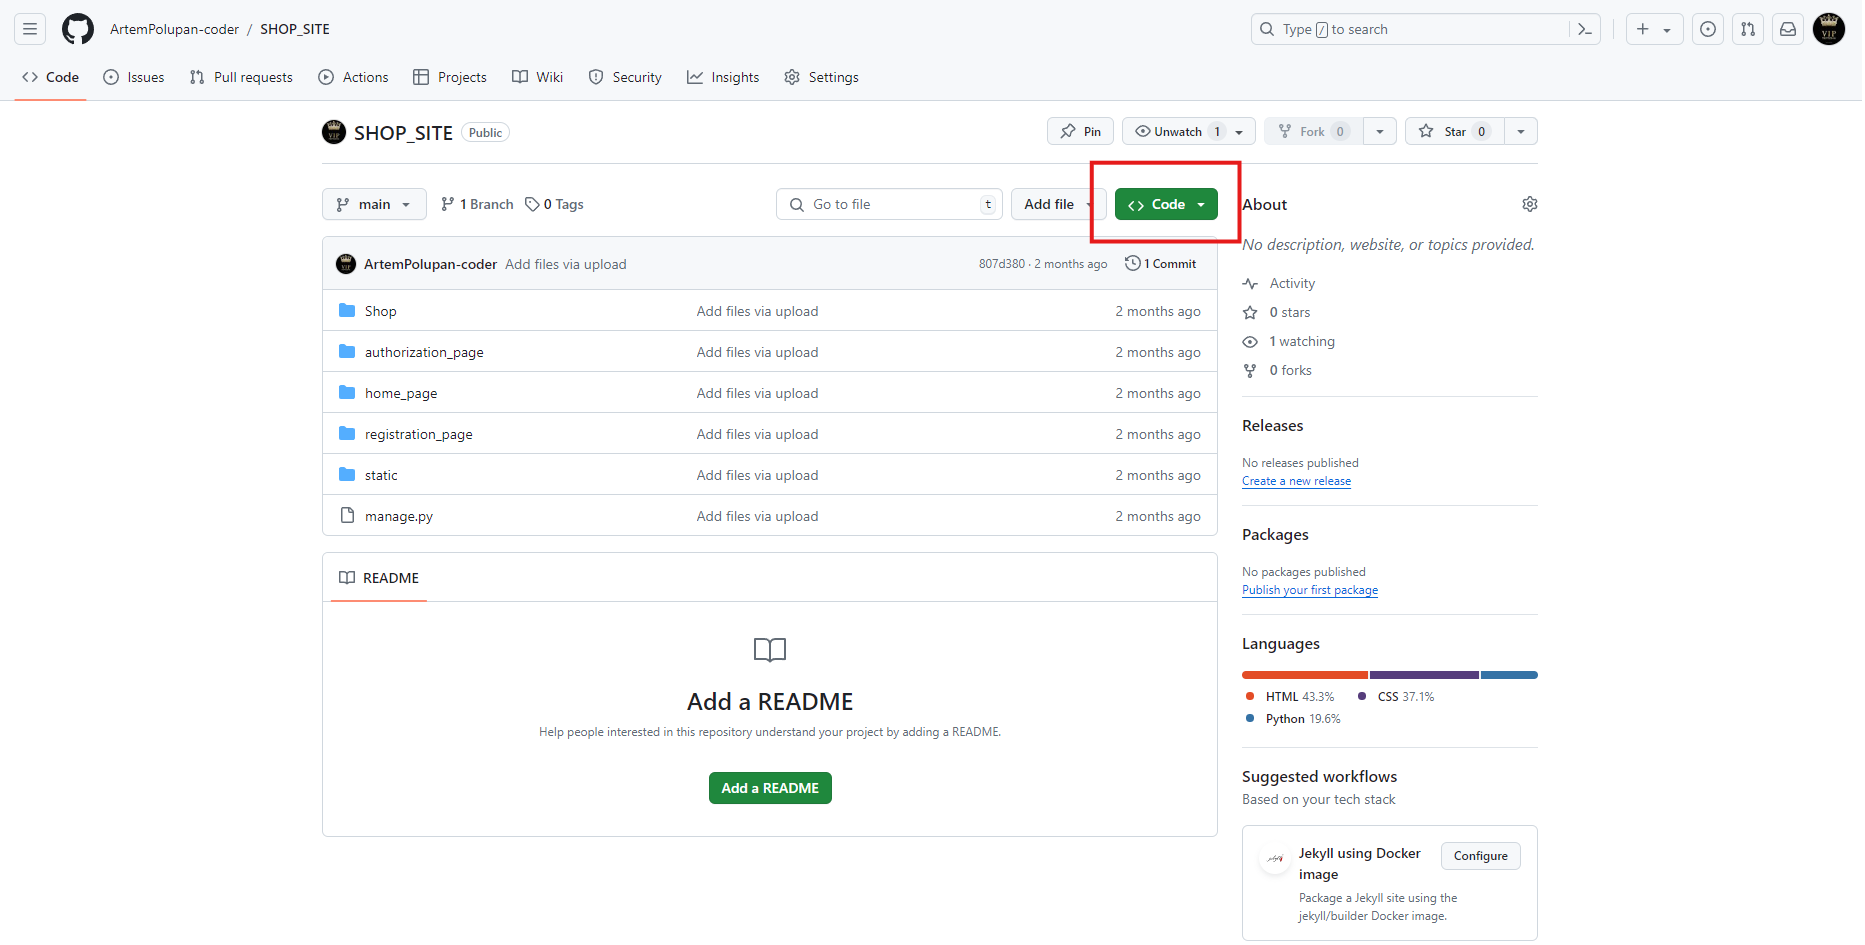 ArtemPolupan-coder / SHOP_SITE
Type / to search
Code Issues Pull requests Actions Projects Wiki Security Insights Settings
SHOP_SITE Public
Pin Unwatch 1 Fork 0 Star 0
main 1 Branch 0 Tags Go to file t Add file Code
ArtemPolupan-coder Add files via upload 807d380 · 2 months ago 1 Commit
Shop Add files via upload 2 months ago
authorization_page Add files via upload 2 months ago
home_page Add files via upload 2 months ago
registration_page Add files via upload 2 months ago
static Add files via upload 2 months ago
manage.py Add files via upload 2 months ago
README
Add a README
Help people interested in this repository understand your project by adding a README.
Add a README
About
No description, website, or topics provided.
Activity
0 stars
1 watching
0 forks
Releases
No releases published
Create a new release
Packages
No packages published
Publish your first package
Languages
HTML 43.3% CSS 37.1%
Python 19.6%
Suggested workflows
Based on your tech stack
Jekyll using Docker
image
Configure
Package a Jekyll site using the
jekyll/builder Docker image.